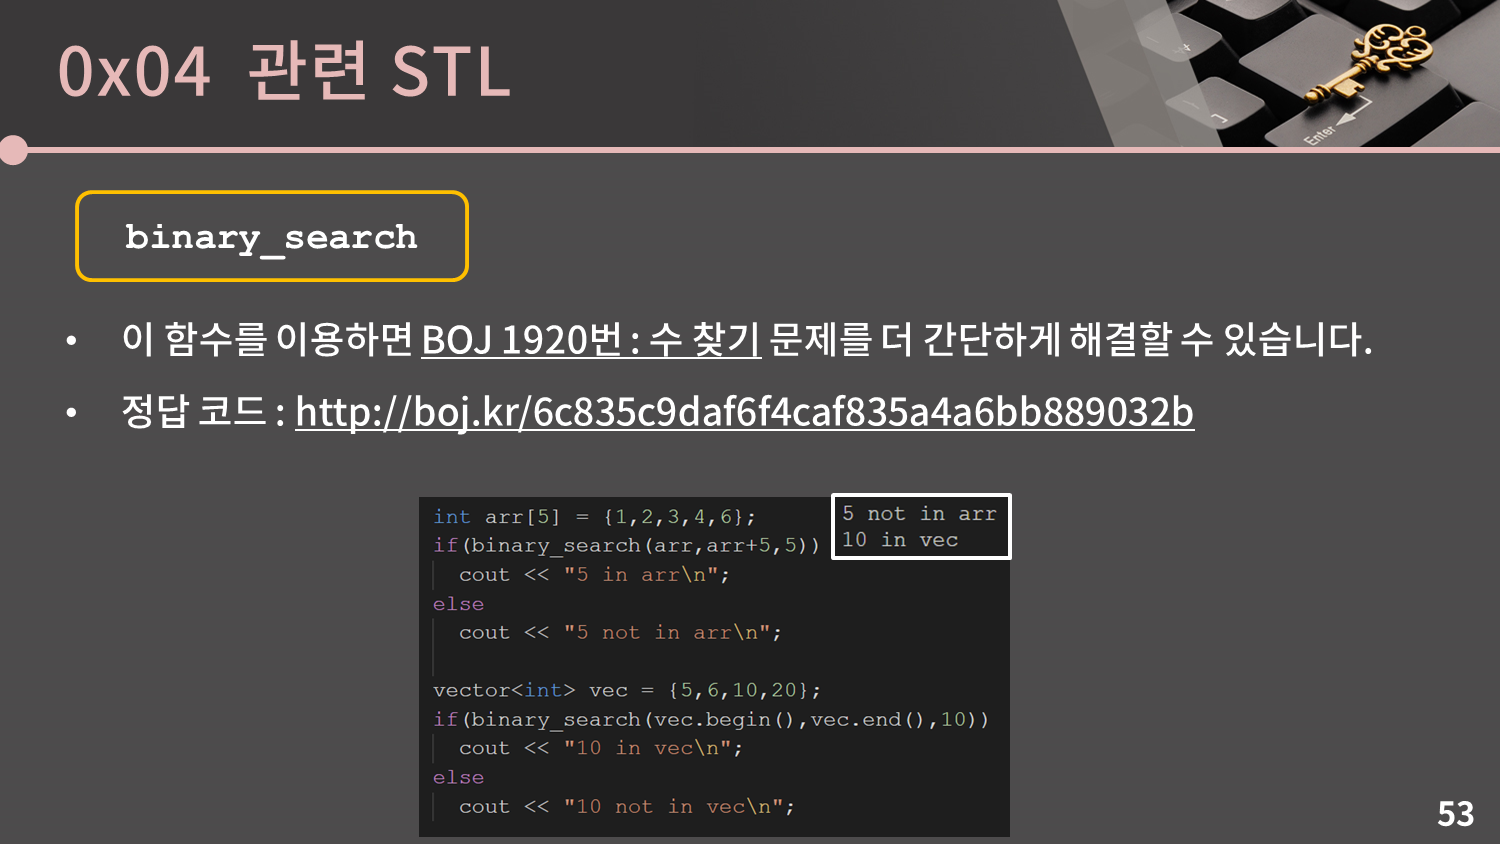 0x04 관련 STL
Enter
binary_search
• 이 함수를 이용하면 BOJ 1920번 : 수 찾기 문제를 더 간단하게 해결할 수 있습니다.
• 정답 코드 : http://boj.kr/6c835c9daf6f4caf835a4a6bb889032b
int arr[5] = {1,2,3,4,6};
if(binary_search(arr,arr+5,5))
cout << "5 in arr\n";
else
cout << "5 not in arr\n";
vector<int> vec = {5,6,10,20};
if(binary_search(vec.begin(),vec.end(),10))
cout << "10 in vec\n";
else
cout << "10 not in vec\n";
5 not in arr
10 in vec
53